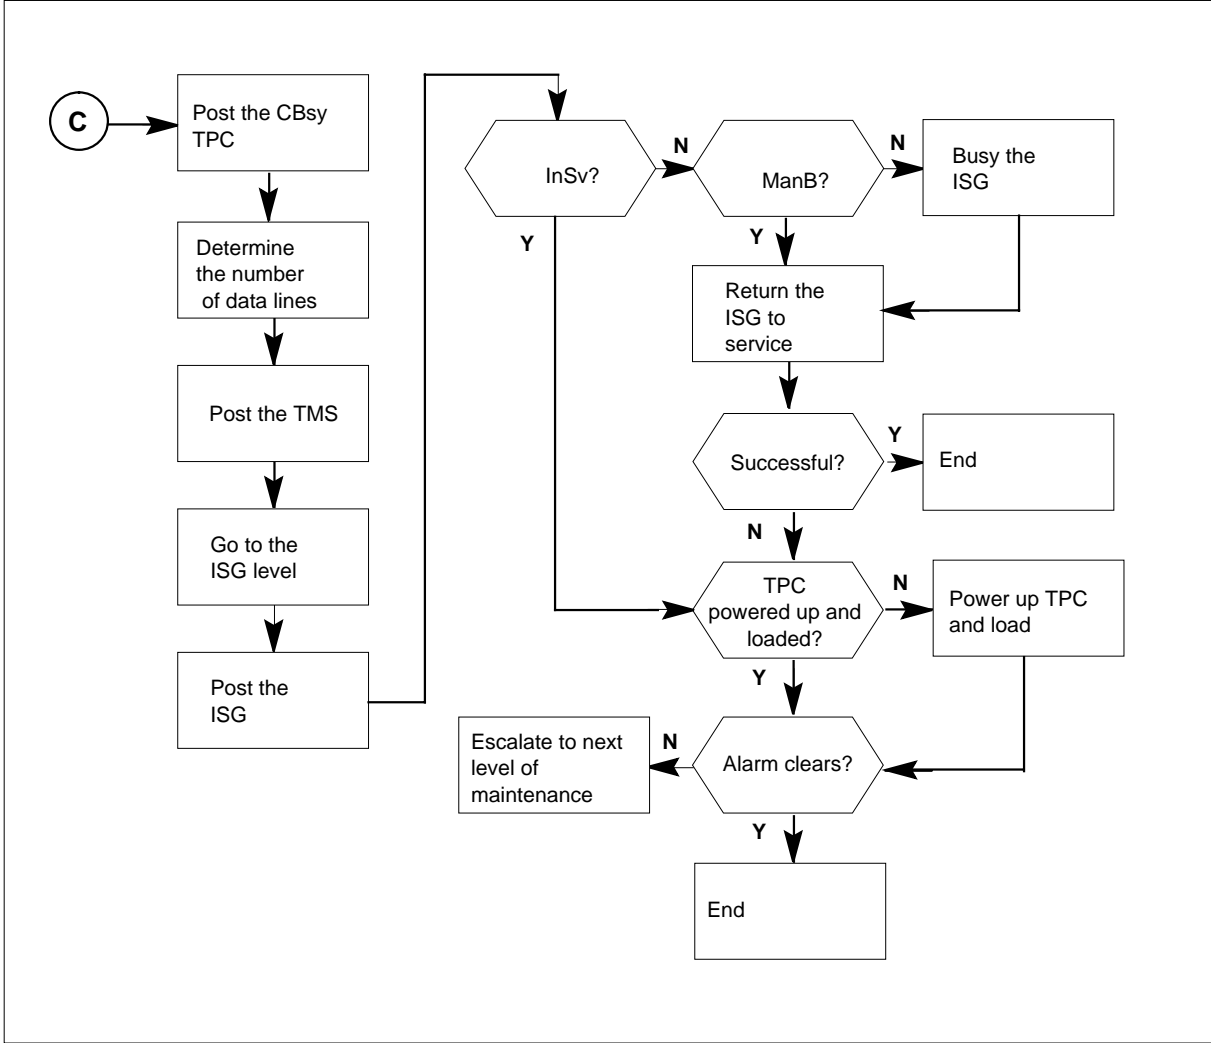 C
Post the CBsy
TPC
Determine
the number
of data lines
Post the TMS
Go to the
ISG level
Post the
ISG
InSv?
N
Y
ManB?
N
Y
Busy the
ISG
Return the
ISG to
service
Successful?
Y
N
End
TPC
powered up and
loaded?
N
Y
Power up TPC
and load
Alarm clears?
N
Y
Escalate to next
level of
maintenance
End